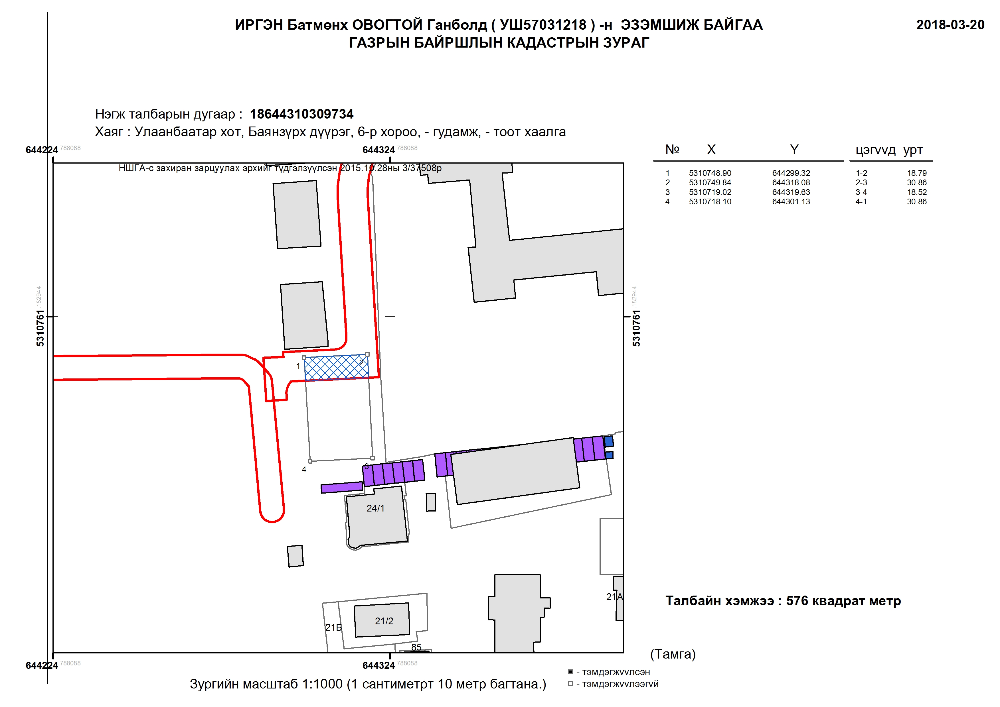 ИРГЭН Батмөнх ОВОГТОЙ Ганболд ( УШ57031218 ) -н ЭЗЭМШИЖ БАЙГАА
2018-03-20
ГАЗРЫН БАЙРШЛЫН КАДАСТРЫН ЗУРАГ
Нэгж талбарын дугаар : 18644310309734
Хаяг : Улаанбаатар хот, Баянзүрх дүүрэг, 6-р хороо, - гудамж, - тоот хаалга
644224.788088
644324.788088
№ X Y цэгvvд урт
1 5310748.90 644299.32 1-2 18.79
2 5310749.84 644318.08 2-3 30.86
3 5310719.02 644319.63 3-4 18.52
4 5310718.10 644301.13 4-1 30.86
НШГА-с захиран зарцуулах эрхийг түдгэлзүүлсэн 2015.10.28ны 3/37508р
5310761.182944
5310761.182944
1
2
4
3
24/1
21А
21/2
21Б
85
Талбайн хэмжээ : 576 квадрат метр
(Тамга)
644224.788088
644324.788088
- тэмдэгжvvлсэн
Зургийн масштаб 1:1000 (1 сантиметрт 10 метр багтана.)
- тэмдэгжvvлээгvй